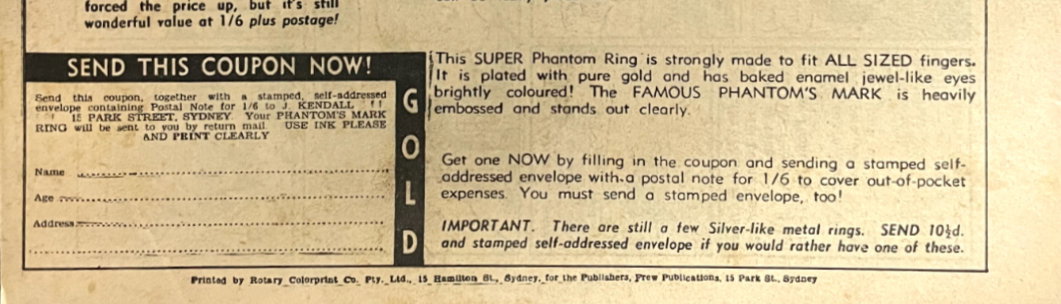 forced the price up, but it's still
wonderful value at 1/6 plus postage!
SEND THIS COUPON NOW!
Send this coupon, together with a stamped, self-addressed
envelope containing Postal Note for 1/6 to J. KENDALL
15 PARK STREET, SYDNEY. Your PHANTOM'S MARK
RING will be sent to you by return mail. USE INK PLEASE
AND PRINT CLEARLY
Name
Age
Address
GOLD
This SUPER Phantom Ring is strongly made to fit ALL SIZED fingers.
It is plated with pure gold and has baked enamel jewel-like eyes
brightly coloured! The FAMOUS PHANTOM'S MARK is heavily
embossed and stands out clearly.
Get one NOW by filling in the coupon and sending a stamped self-
addressed envelope with a postal note for 1/6 to cover out-of-pocket
expenses. You must send a stamped envelope, too!
IMPORTANT. There are still a few Silver-like metal rings. SEND 10½d.
and stamped self-addressed envelope if you would rather have one of these.
Printed by Rotary Colorprint Co. Pty. Ltd., 15 Hamilton St., Sydney, for the Publishers, Frew Publications, 15 Park St., Sydney